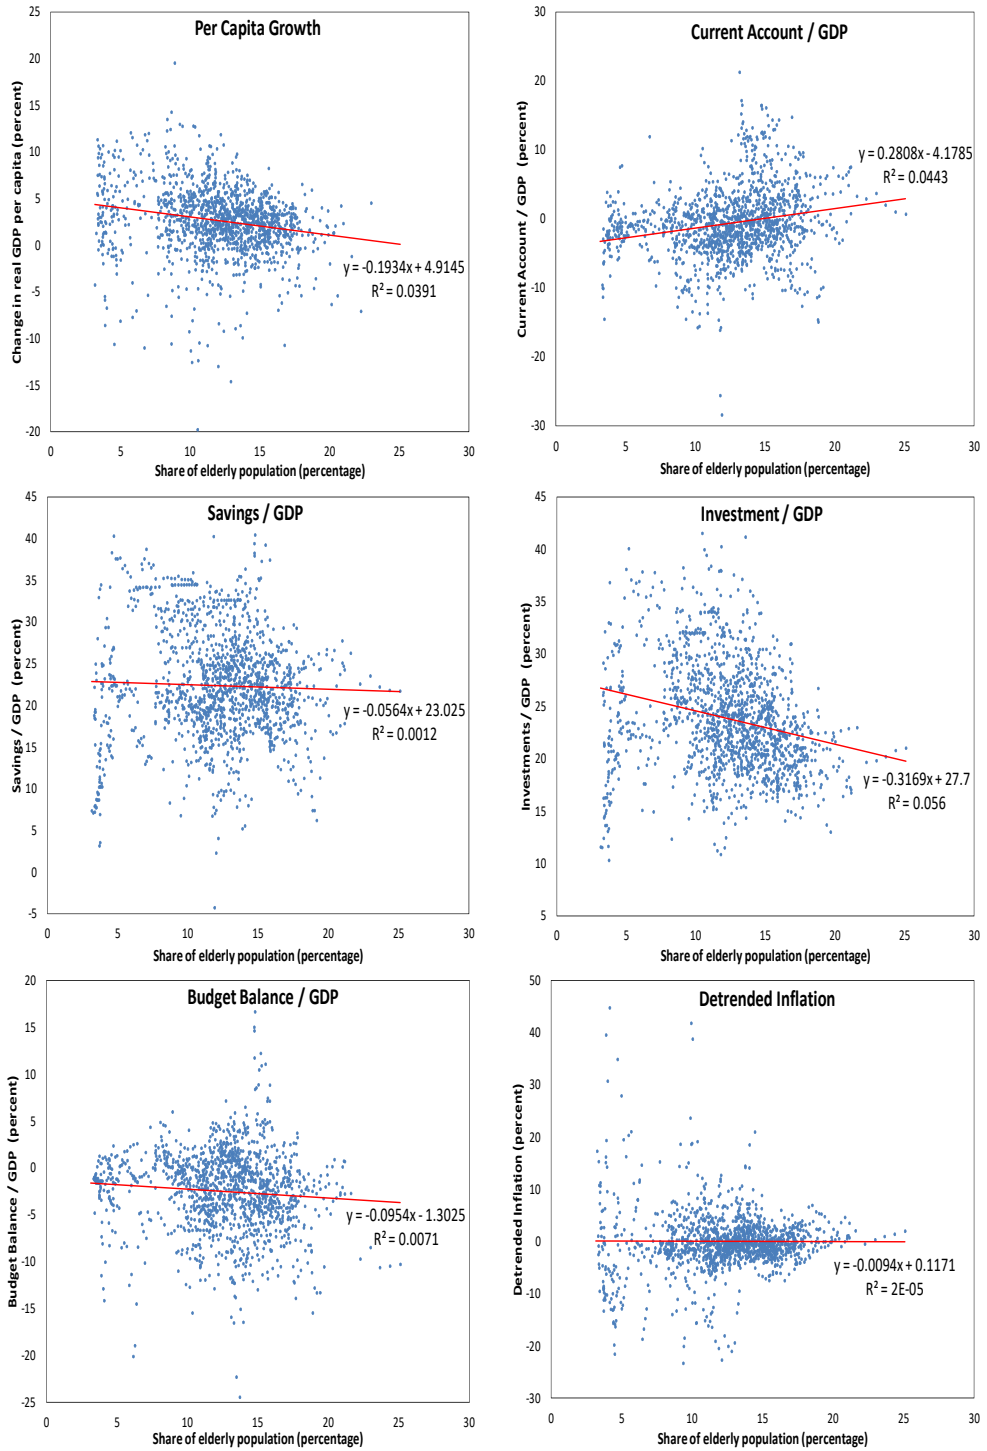 Per Capita Growth
Change in real GDP per capita (percent)
25
20
15
10
5
0
-5
-10
-15
-20
y = -0.1934x + 4.9145
R² = 0.0391
0 5 10 15 20 25 30
Share of elderly population (percentage)
Current Account / GDP
Current Account / GDP (percent)
30
20
10
0
-10
-20
-30
y = 0.2808x - 4.1785
R² = 0.0443
0 5 10 15 20 25 30
Share of elderly population (percentage)
Savings / GDP
Savings / GDP (percent)
45
40
35
30
25
20
15
10
5
0
-5
y = -0.0564x + 23.025
R² = 0.0012
0 5 10 15 20 25 30
Share of elderly population (percentage)
Investment / GDP
Investments / GDP (percent)
45
40
35
30
25
20
15
10
5
y = -0.3169x + 27.7
R² = 0.056
0 5 10 15 20 25 30
Share of elderly population (percentage)
Budget Balance / GDP
Budget Balance / GDP (percent)
20
15
10
5
0
-5
-10
-15
-20
-25
y = -0.0954x - 1.3025
R² = 0.0071
0 5 10 15 20 25 30
Share of elderly population (percentage)
Detrended Inflation
Detrended Inflation (percent)
50
40
30
20
10
0
-10
-20
-30
y = -0.0094x + 0.1171
R² = 2E-05
0 5 10 15 20 25 30
Share of elderly population (percentage)